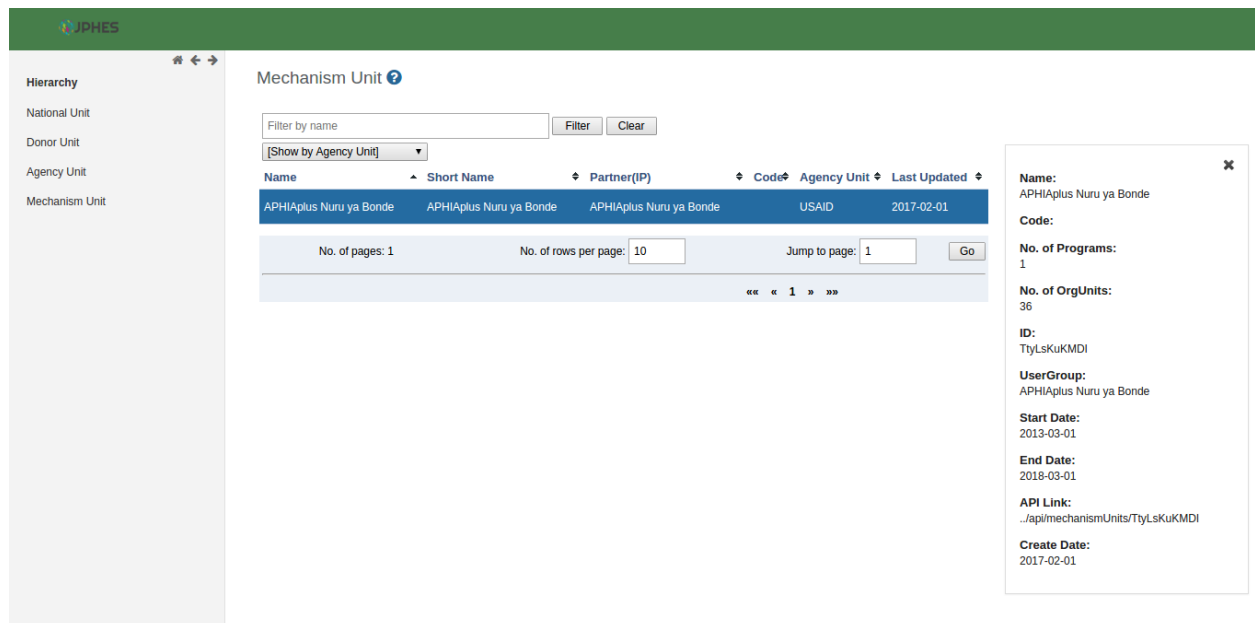 JPHES
Hierarchy
National Unit
Donor Unit
Agency Unit
Mechanism Unit
Mechanism Unit
Filter by name
Filter
Clear
[Show by Agency Unit]
Name Short Name Partner(IP) Code Agency Unit Last Updated
APHIAplus Nuru ya Bonde APHIAplus Nuru ya Bonde APHIAplus Nuru ya Bonde USAID 2017-02-01
No. of pages: 1 No. of rows per page: 10 Jump to page: 1 Go
«« « 1 » »»
Name:
APHIAplus Nuru ya Bonde
Code:
No. of Programs:
1
No. of OrgUnits:
36
ID:
TtyLsKuKMDI
UserGroup:
APHIAplus Nuru ya Bonde
Start Date:
2013-03-01
End Date:
2018-03-01
API Link:
../api/mechanismUnits/TtyLsKuKMDI
Create Date:
2017-02-01